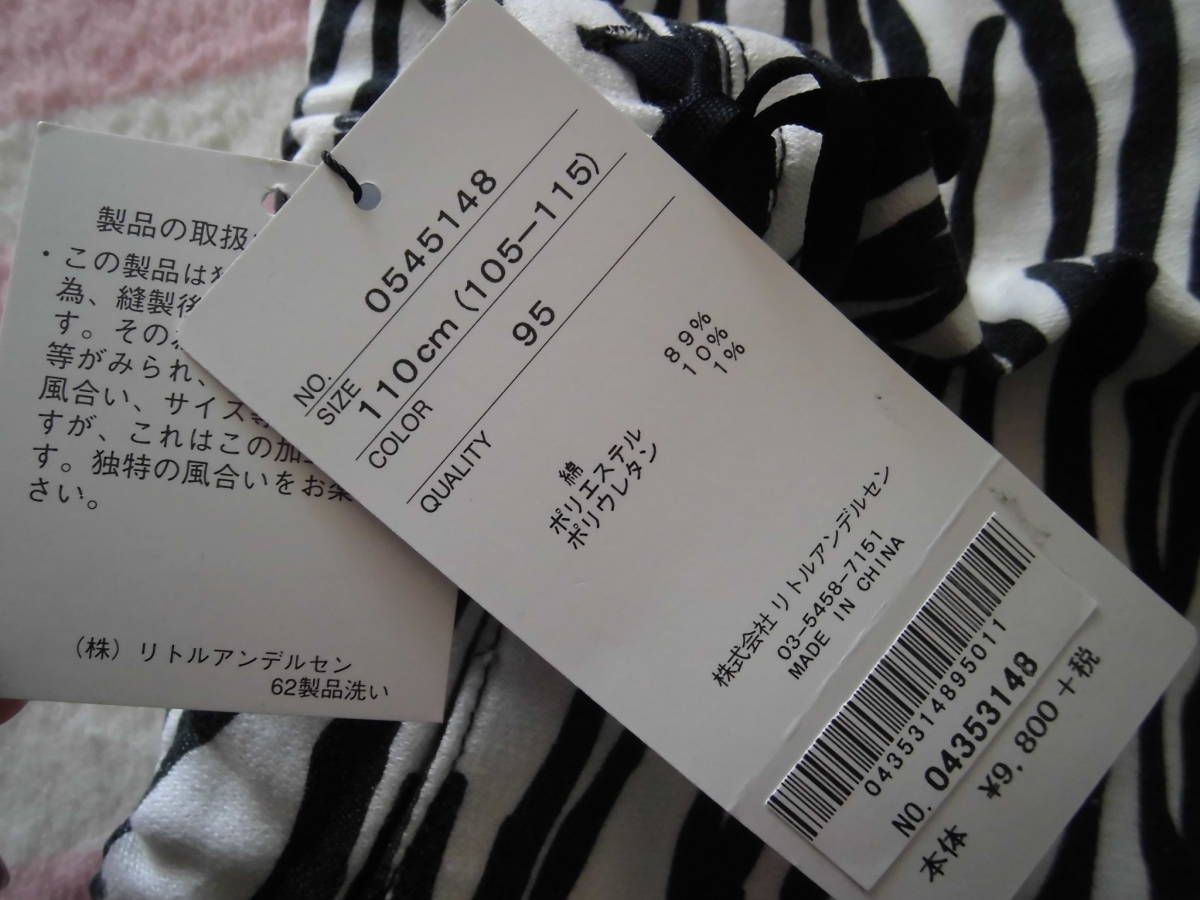 製品の取扱
・この製品は
為、縫製後
す。その
等がみられ、
風合い、サイズ
すが、これはこの加
す。独特の風合いをお楽
さい。
(株) リトルアンデルセン
62製品洗い
NO. 0545148
SIZE 110cm (105-115)
COLOR 95
QUALITY
綿 89%
ポリエステル 10%
ポリウレタン 1%
株式会社 リトルアンデルセン
03-5458-7151
MADE IN CHINA
0435314895011
NO. 04353148
本体 ¥9,800+税